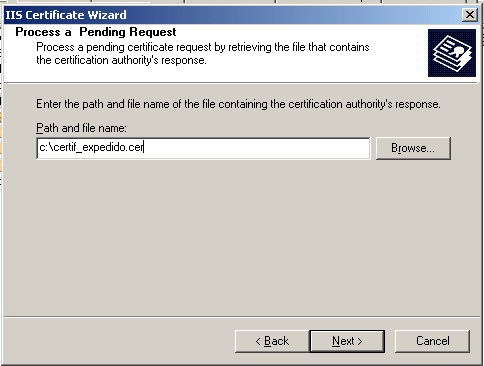 IIS Certificate Wizard
Process a Pending Request
Process a pending certificate request by retrieving the file that contains
the certification authority's response.
Enter the path and file name of the file containing the certification authority's response.
Path and file name:
c:\certif_expedido.cer
Browse...
< Back
Next >
Cancel